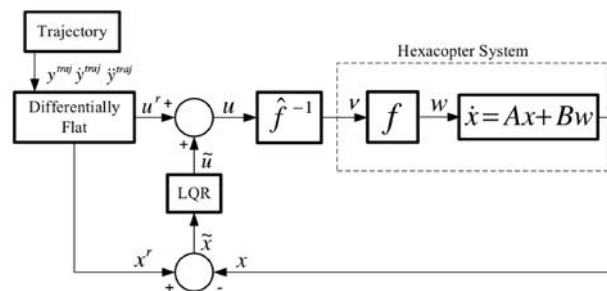 Trajectory
y^{traj} ẏ^{traj} ÿ^{traj}
Differentially
Flat
u^r +
+
u
f̂ ^{-1}
Hexacopter System
ν
f
w
ẋ = Ax + Bw
ũ
LQR
x̃
x^r
+
-
x